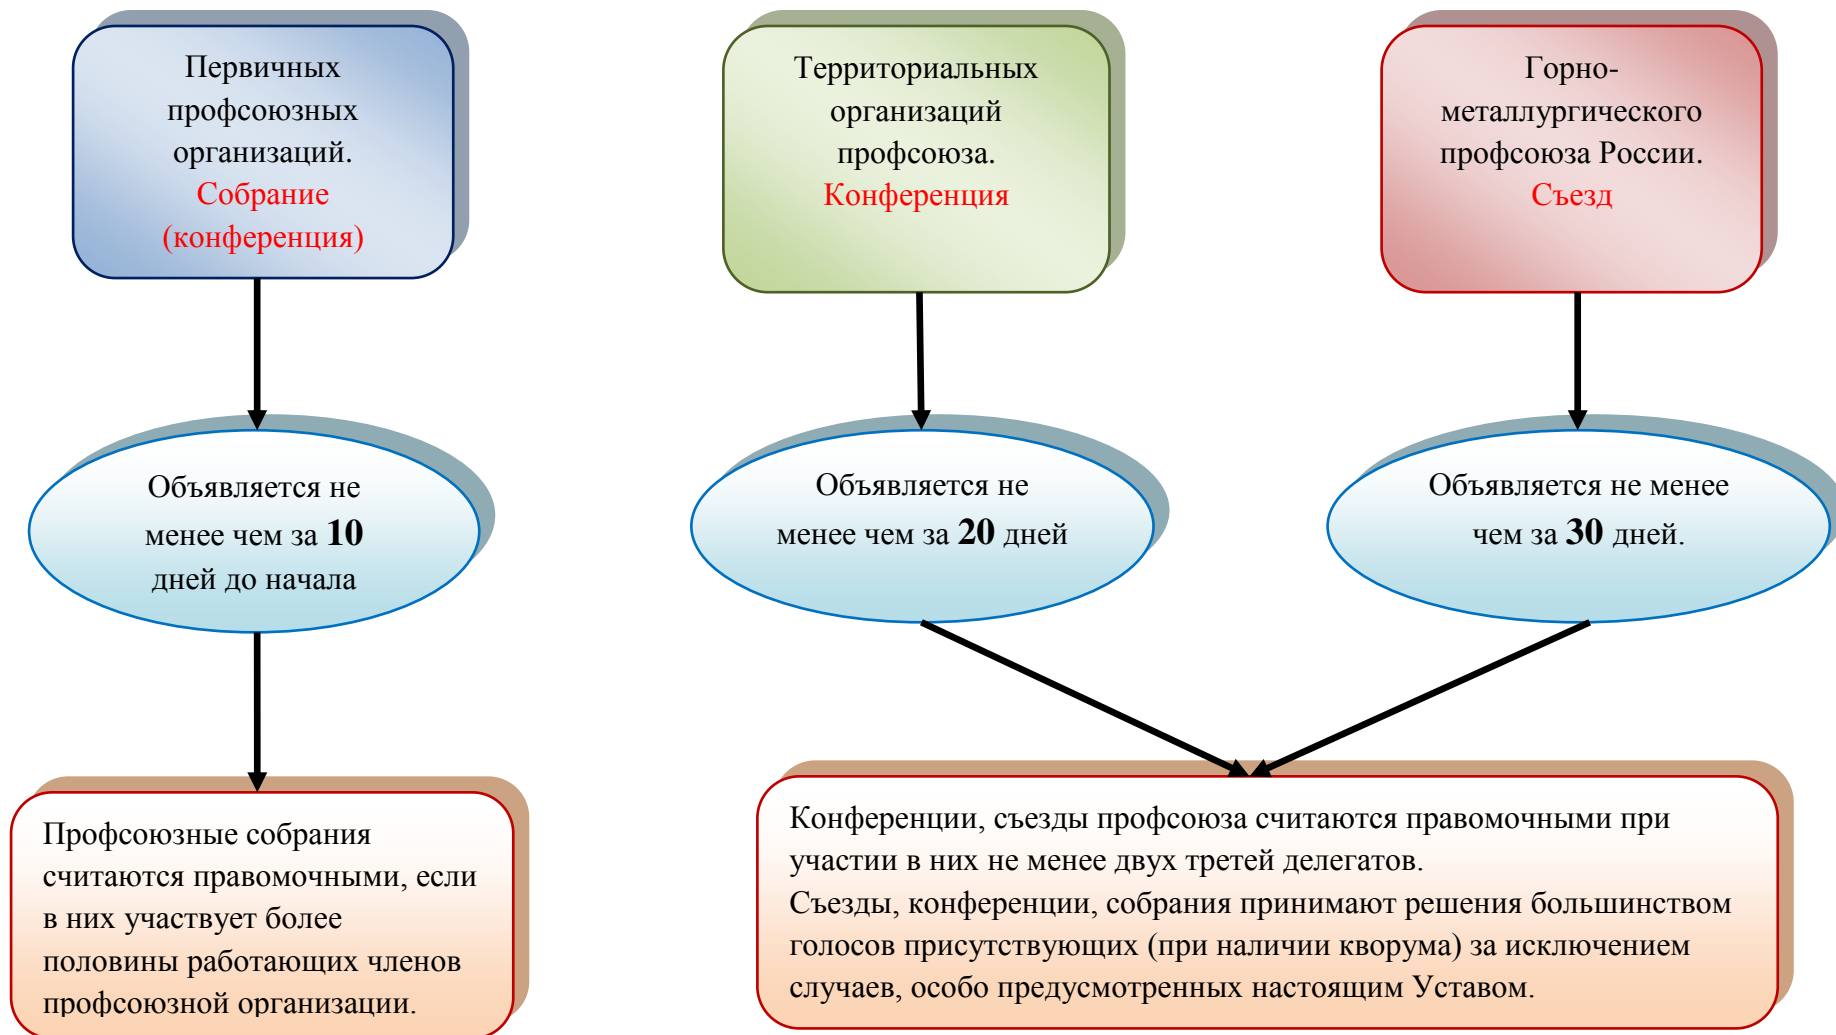 Первичных
профсоюзных
организаций.
Собрание
(конференция)
Территориальных
организаций
профсоюза.
Конференция
Горно-
металлургического
профсоюза России.
Съезд
Объявляется не
менее чем за 10
дней до начала
Объявляется не
менее чем за 20 дней
Объявляется не менее
чем за 30 дней.
Профсоюзные собрания
считаются правомочными, если
в них участвует более
половины работающих членов
профсоюзной организации.
Конференции, съезды профсоюза считаются правомочными при
участии в них не менее двух третей делегатов.
Съезды, конференции, собрания принимают решения большинством
голосов присутствующих (при наличии кворума) за исключением
случаев, особо предусмотренных настоящим Уставом.